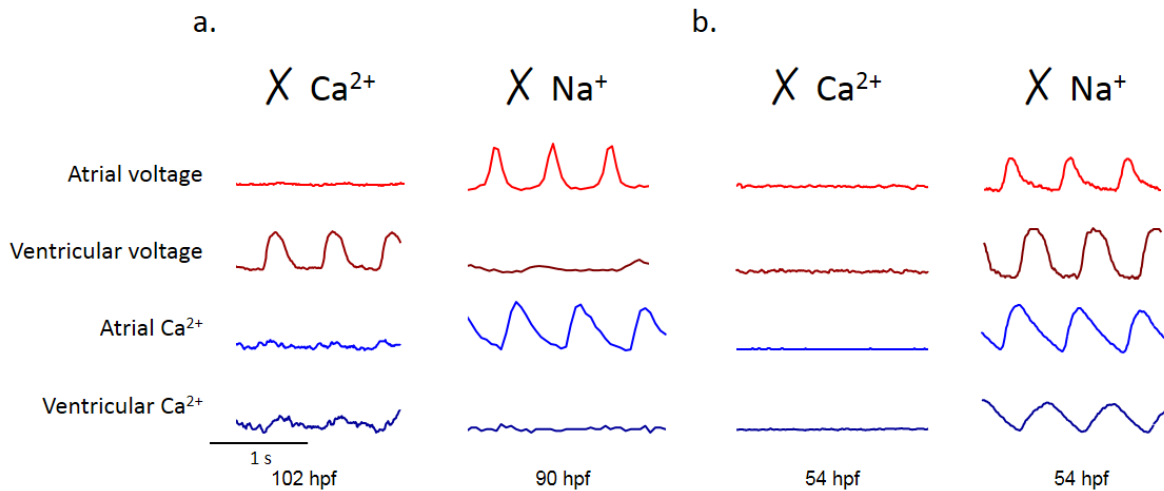 a.
b.
X Ca²⁺
X Na⁺
X Ca²⁺
X Na⁺
Atrial voltage
Ventricular voltage
Atrial Ca²⁺
Ventricular Ca²⁺
1 s
102 hpf
90 hpf
54 hpf
54 hpf